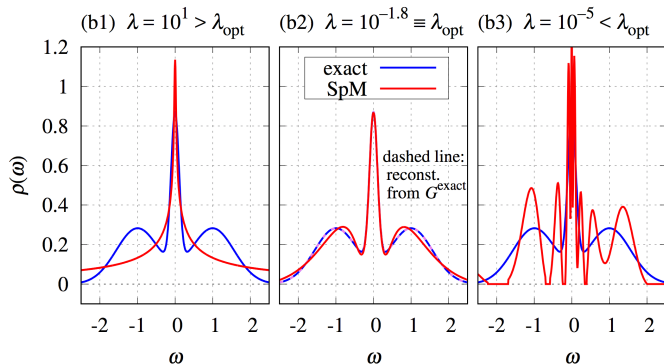 (b1) λ = 10^1 > λ_opt
(b2) λ = 10^−1.8 ≡ λ_opt
(b3) λ = 10^−5 < λ_opt
ρ(ω)
1.2
1
0.8
0.6
0.4
0.2
0
exact
SpM
dashed line:
reconst.
from G^exact
-2 -1 0 1 2
-2 -1 0 1 2
-2 -1 0 1 2
ω
ω
ω